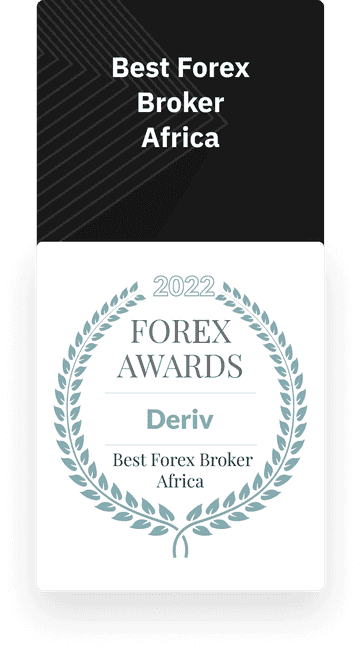 Best Forex
Broker
Africa
2022
FOREX
AWARDS
Deriv
Best Forex Broker
Africa